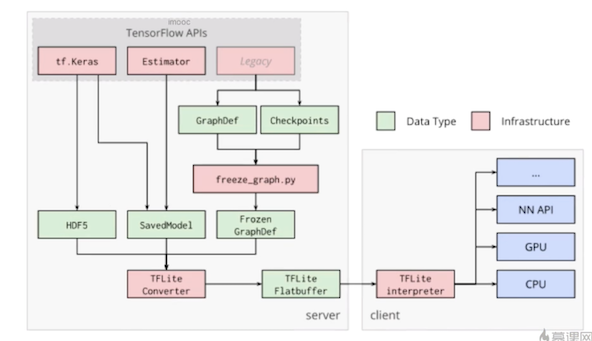 imooc
TensorFlow APIs
tf.Keras
Estimator
Legacy
GraphDef
Checkpoints
Data Type
Infrastructure
freeze_graph.py
...
NN API
HDF5
SavedModel
Frozen
GraphDef
GPU
TFLite
Converter
TFLite
Flatbuffer
TFLite
interpreter
CPU
server
client
慕课网